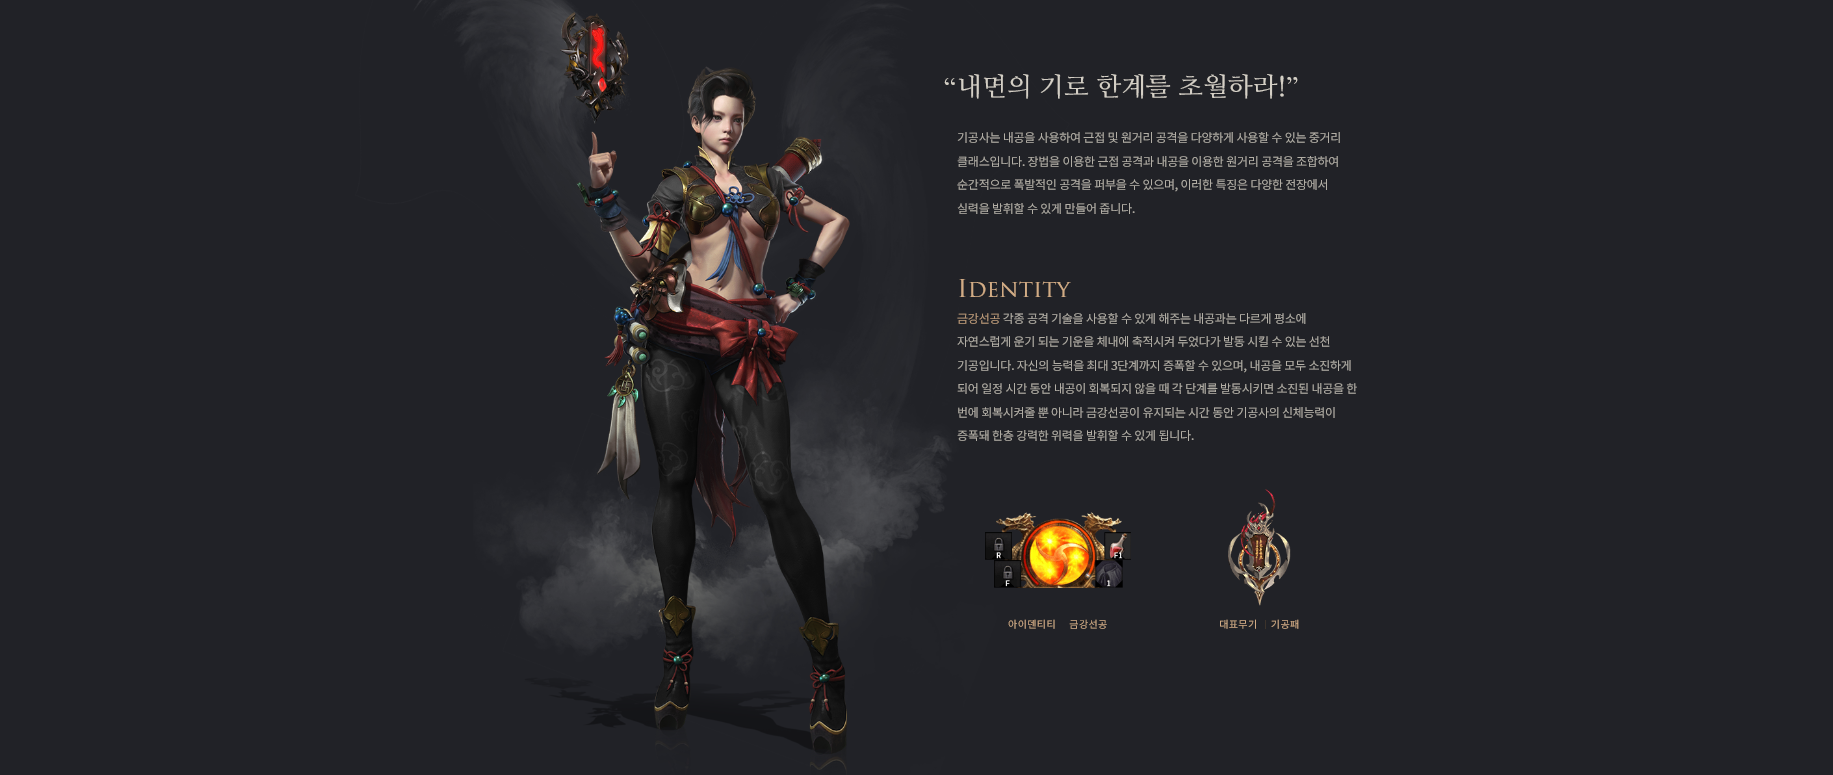 “내면의 기로 한계를 초월하라!”
기공사는 내공을 사용하여 근접 및 원거리 공격을 다양하게 사용할 수 있는 중거리
클래스입니다. 장법을 이용한 근접 공격과 내공을 이용한 원거리 공격을 조합하여
순간적으로 폭발적인 공격을 퍼부을 수 있으며, 이러한 특징은 다양한 전장에서
실력을 발휘할 수 있게 만들어 줍니다.
IDENTITY
금강선공 각종 공격 기술을 사용할 수 있게 해주는 내공과는 다르게 평소에
자연스럽게 운기 되는 기운을 체내에 축적시켜 두었다가 발동 시킬 수 있는 선천
기공입니다. 자신의 능력을 최대 3단계까지 증폭할 수 있으며, 내공을 모두 소진하게
되어 일정 시간 동안 내공이 회복되지 않을 때 각 단계를 발동시키면 소진된 내공을 한
번에 회복시켜줄 뿐 아니라 금강선공이 유지되는 시간 동안 기공사의 신체능력이
증폭돼 한층 강력한 위력을 발휘할 수 있게 됩니다.
R F1
F 1
아이덴티티 금강선공
대표무기 | 기공패